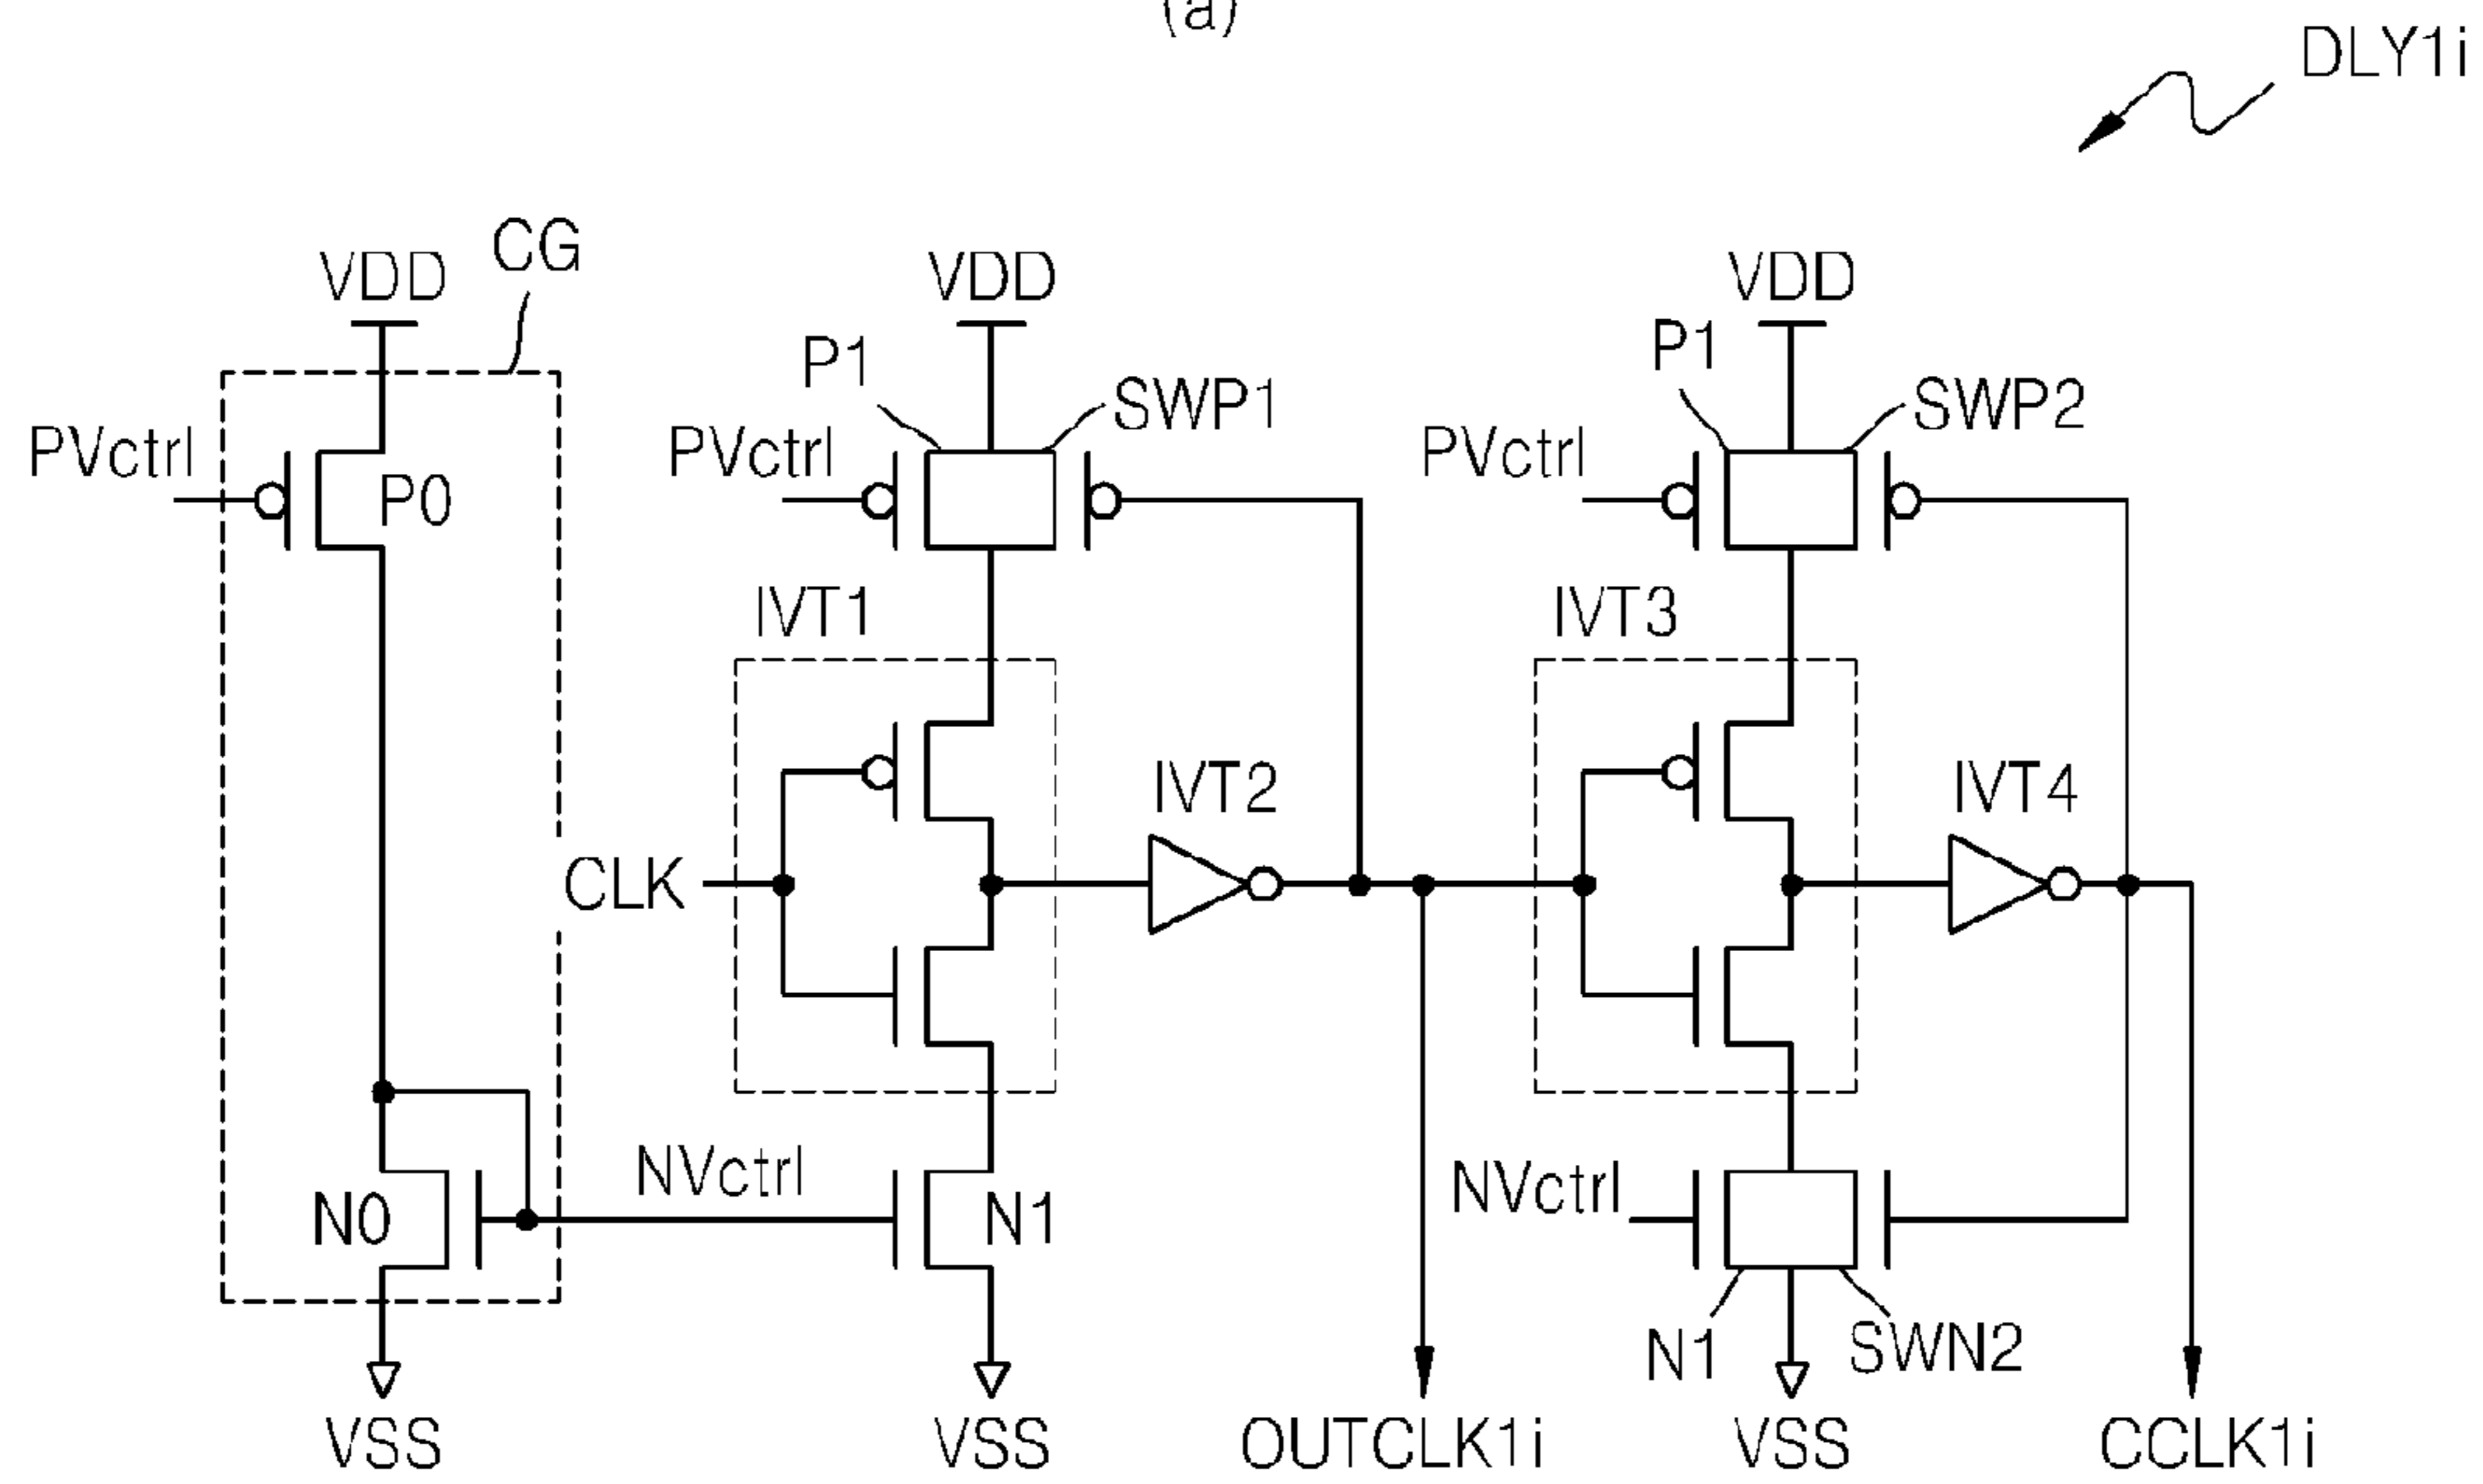 (a)
DLY1i
CG
VDD
VDD
VDD
P1
P1
SWP1
SWP2
PVctrl
PVctrl
PVctrl
P0
IVT1
IVT3
IVT2
IVT4
CLK
NVctrl
NVctrl
N0
N1
N1
SWN2
VSS
VSS
OUTCLK1i
VSS
CCLK1i